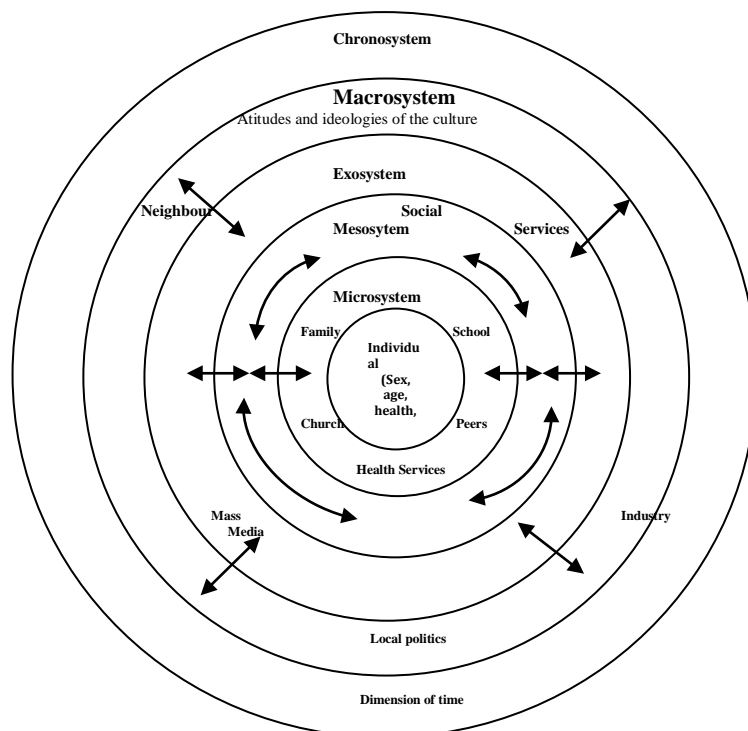 Chronosystem
Macrosystem
Atitudes and ideologies of the culture
Exosystem
Neighbour
Social
Services
Mesosytem
Microsystem
Family
School
Individu
al
(Sex,
age,
health,
Church
Peers
Health Services
Mass
Media
Industry
Local politics
Dimension of time